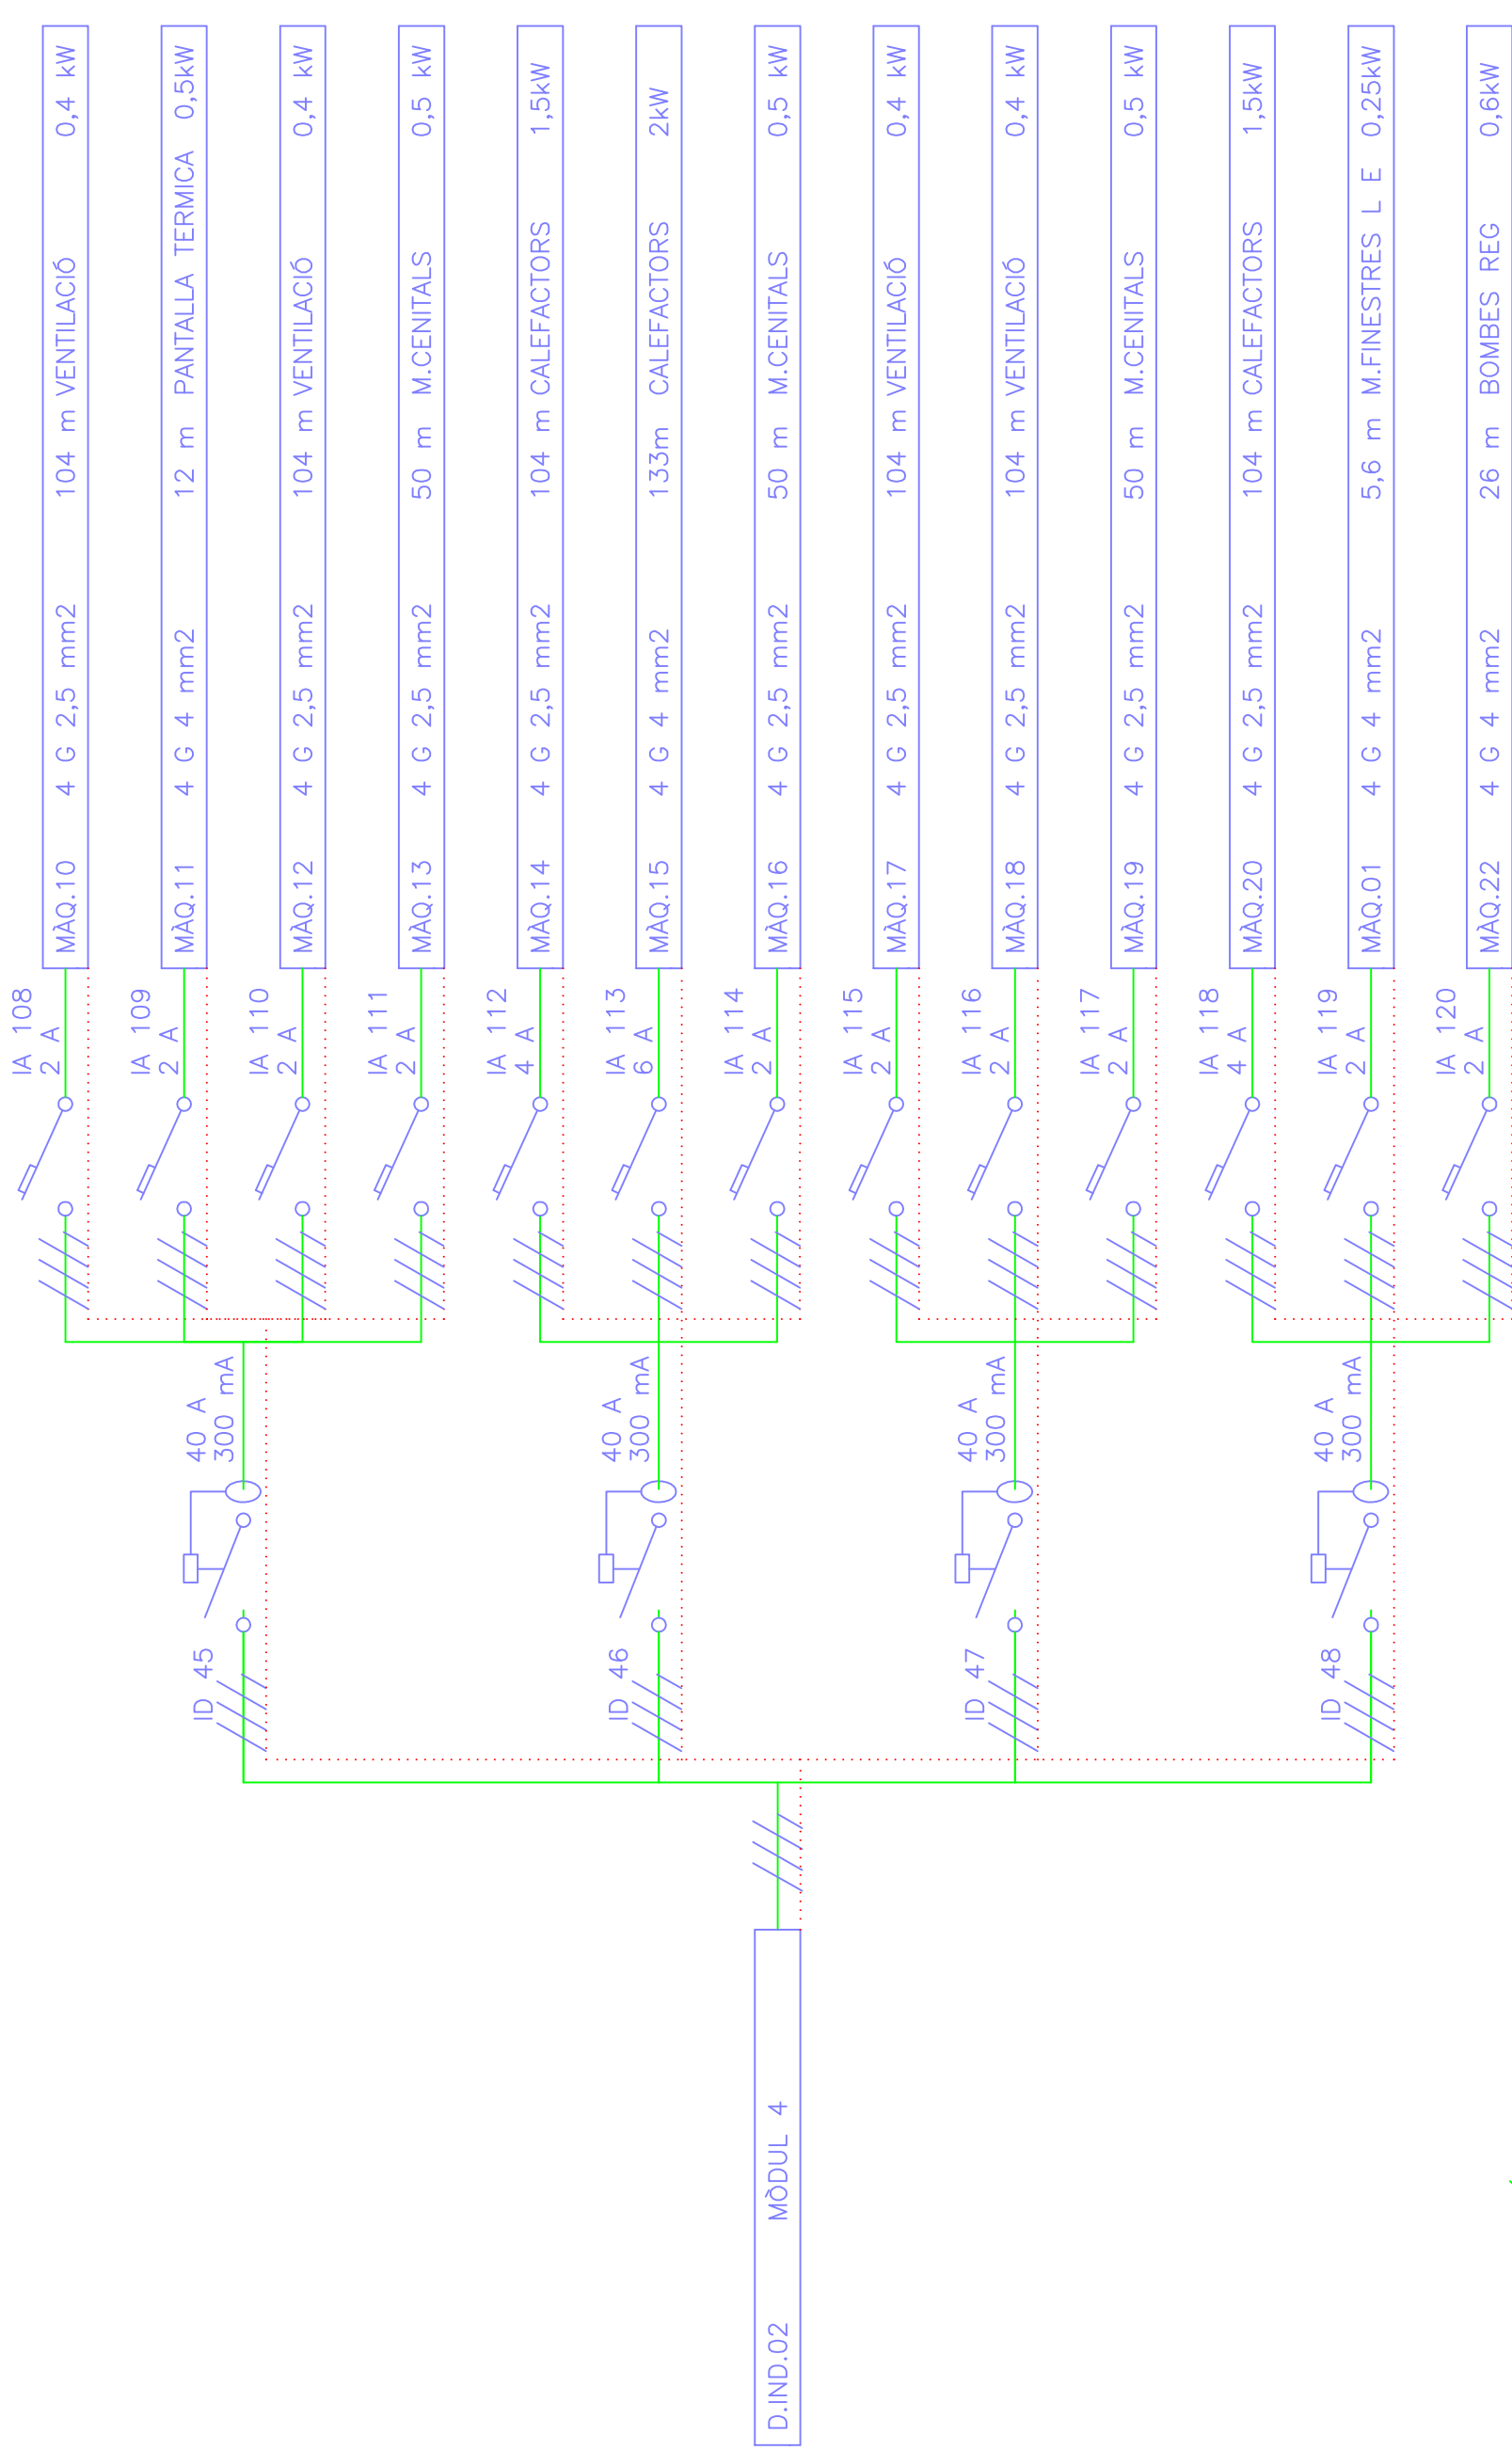 MÀQ.10 4 G 2,5 mm2 104 m VENTILACIÓ 0,4 kW
MÀQ.11 4 G 4 mm2 12 m PANTALLA TERMICA 0,5kW
MÀQ.12 4 G 2,5 mm2 104 m VENTILACIÓ 0,4 kW
MÀQ.13 4 G 2,5 mm2 50 m M.CENITALS 0,5 kW
MÀQ.14 4 G 2,5 mm2 104 m CALEFACTORS 1,5kW
MÀQ.15 4 G 4 mm2 133m CALEFACTORS 2kW
MÀQ.16 4 G 2,5 mm2 50 m M.CENITALS 0,5 kW
MÀQ.17 4 G 2,5 mm2 104 m VENTILACIÓ 0,4 kW
MÀQ.18 4 G 2,5 mm2 104 m VENTILACIÓ 0,4 kW
MÀQ.19 4 G 2,5 mm2 50 m M.CENITALS 0,5 kW
MÀQ.20 4 G 2,5 mm2 104 m CALEFACTORS 1,5kW
MÀQ.01 4 G 4 mm2 5,6 m M.FINESTRES L E 0,25kW
MÀQ.22 4 G 4 mm2 26 m BOMBES REG 0,6kW
IA 108
2 A
IA 109
2 A
IA 110
2 A
IA 111
2 A
IA 112
4 A
IA 113
6 A
IA 114
2 A
IA 115
2 A
IA 116
2 A
IA 117
2 A
IA 118
4 A
IA 119
2 A
IA 120
2 A
40 A
300 mA
40 A
300 mA
40 A
300 mA
40 A
300 mA
ID 45
ID 46
ID 47
ID 48
D.IND.02 MÒDUL 4